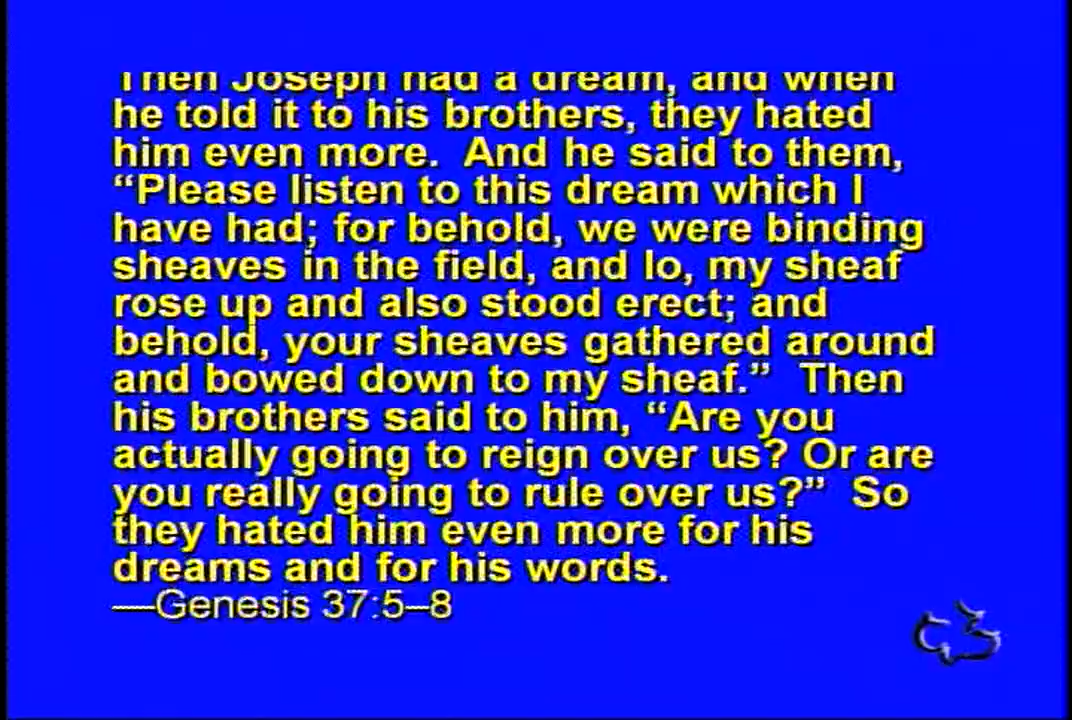 Then Joseph had a dream, and when
he told it to his brothers, they hated
him even more.  And he said to them,
“Please listen to this dream which I
have had; for behold, we were binding
sheaves in the field, and lo, my sheaf
rose up and also stood erect; and
behold, your sheaves gathered around
and bowed down to my sheaf.”  Then
his brothers said to him, “Are you
actually going to reign over us? Or are
you really going to rule over us?”  So
they hated him even more for his
dreams and for his words.
—Genesis 37:5–8